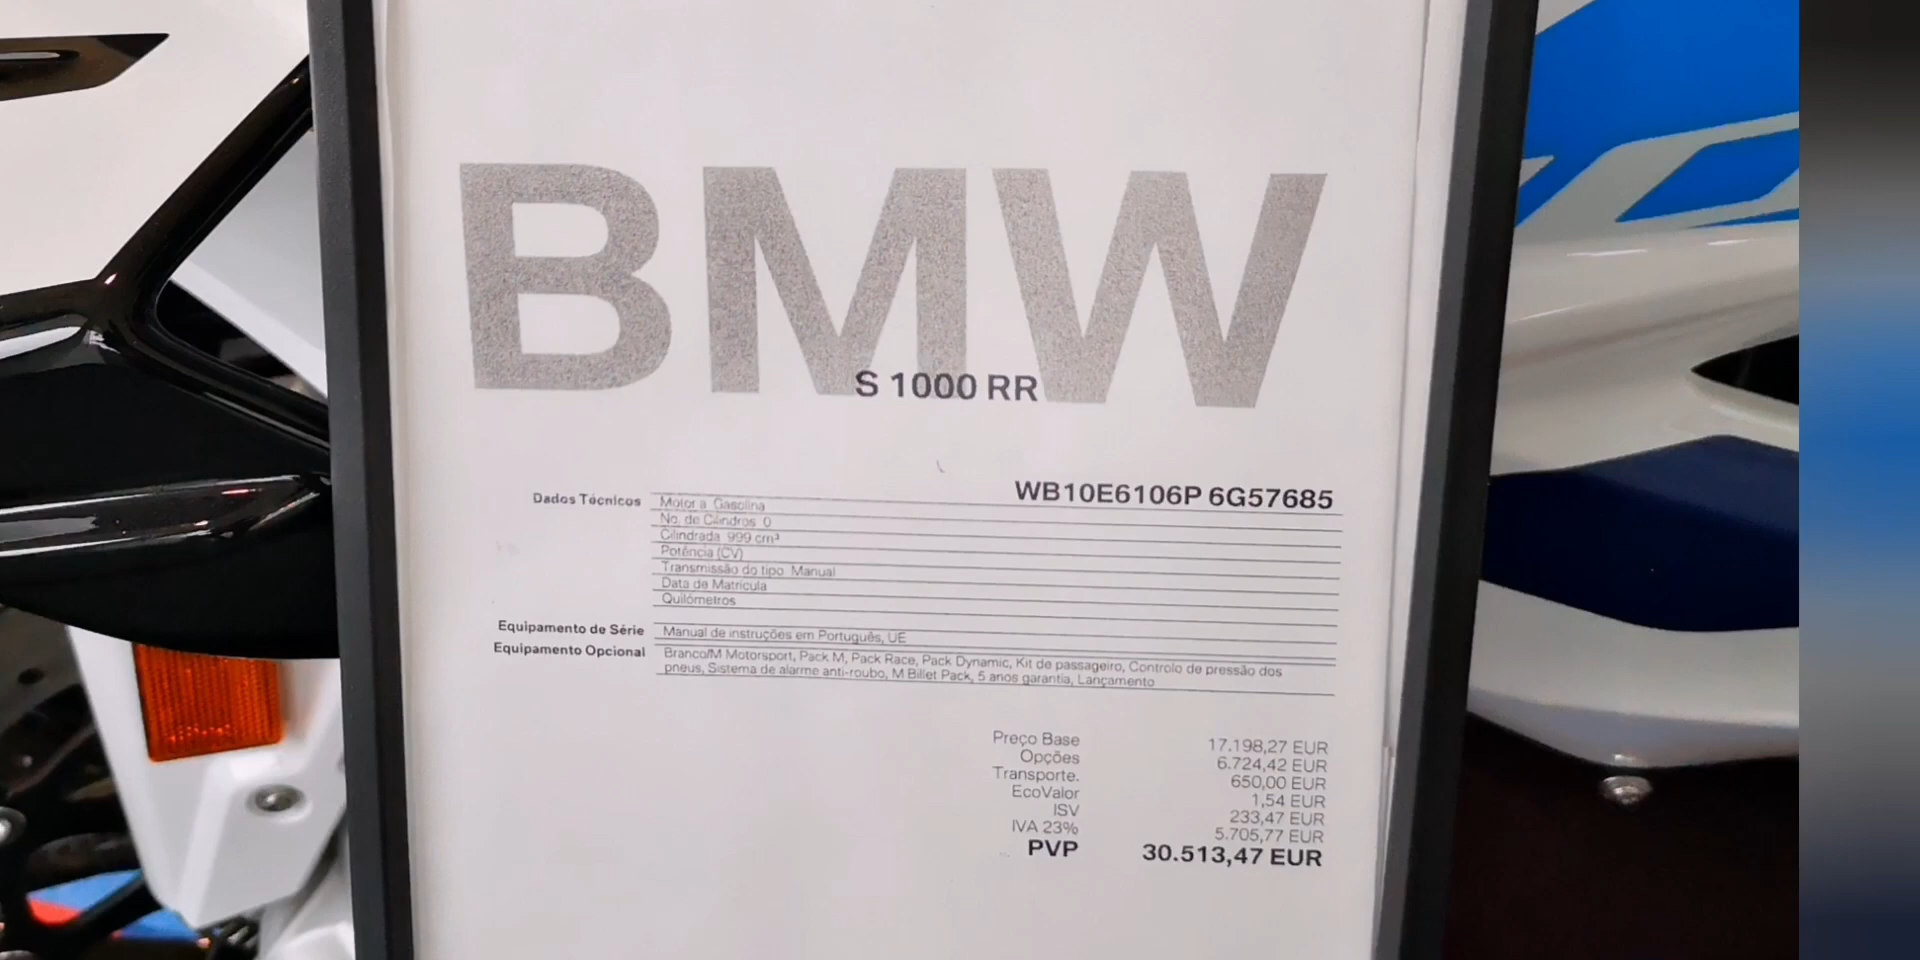 BMW
S 1000 RR
WB10E6106P 6G57685
Dados Técnicos
Motor a Gasolina
No. de Cilindros 0
Cilindrada 999 cm³
Potência (CV)
Transmissão do tipo Manual
Data de Matricula
Quilómetros
Equipamento de Série Manual de instruções em Português, UE
Equipamento Opcional Branco/M Motorsport, Pack M, Pack Race, Pack Dynamic, Kit de passageiro, Controlo de pressão dos
pneus, Sistema de alarme anti-roubo, M Billet Pack, 5 anos garantia, Lançamento
Preço Base 17.198,27 EUR
Opções 6.724,42 EUR
Transporte. 650,00 EUR
EcoValor 1,54 EUR
ISV 233,47 EUR
IVA 23% 5.705,77 EUR
PVP 30.513,47 EUR